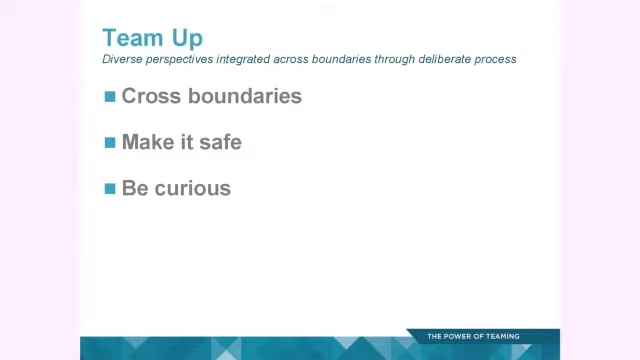 Team Up
Diverse perspectives integrated across boundaries through deliberate process
Cross boundaries
Make it safe
Be curious
THE POWER OF TEAMING